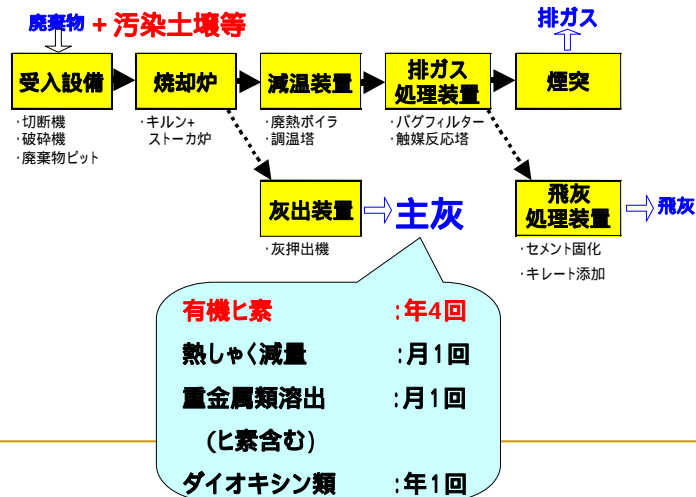 廃棄物 + 汚染土壌等
排ガス
受入設備
焼却炉
減温装置
排ガス
処理装置
煙突
・切断機
・破砕機
・廃棄物ピット
・キルン+
ストーカ炉
・廃熱ボイラ
・調温塔
・バグフィルター
・触媒反応塔
灰出装置
主灰
飛灰
処理装置
飛灰
・灰押出機
・セメント固化
・キレート添加
有機ヒ素 :年4回
熱しゃく減量 :月1回
重金属類溶出 :月1回
(ヒ素含む)
ダイオキシン類 :年1回